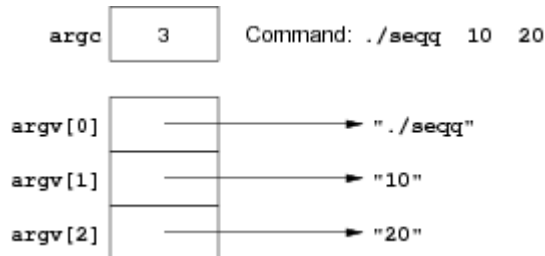 argc 3 Command: ./seqq 10 20
argv[0] "./seqq"
argv[1] "10"
argv[2] "20"